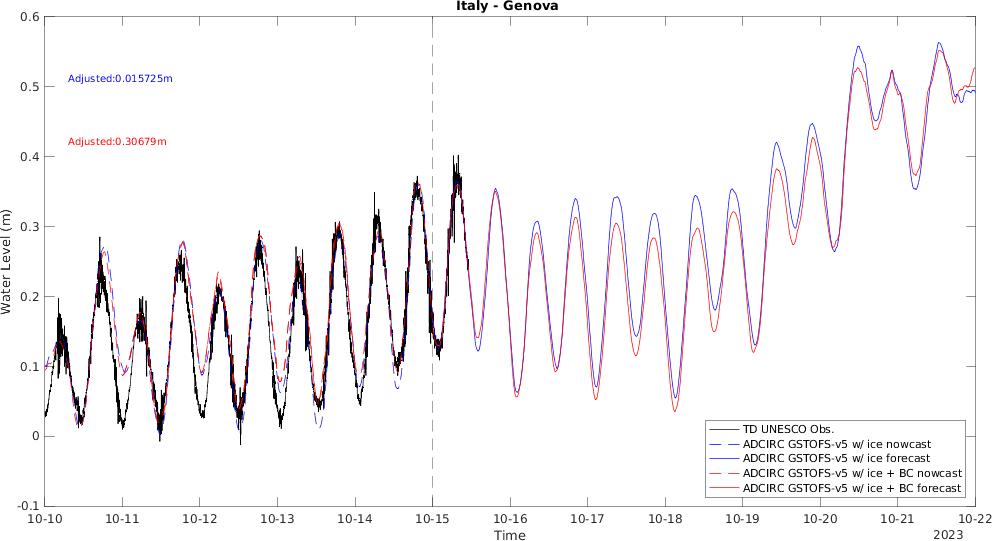 Italy - Genova
Adjusted:0.015725m
Adjusted:0.30679m
Water Level (m)
0.6
0.5
0.4
0.3
0.2
0.1
0
-0.1
TD UNESCO Obs.
ADCIRC GSTOFS-v5 w/ ice nowcast
ADCIRC GSTOFS-v5 w/ ice forecast
ADCIRC GSTOFS-v5 w/ ice + BC nowcast
ADCIRC GSTOFS-v5 w/ ice + BC forecast
10-10 10-11 10-12 10-13 10-14 10-15 10-16 10-17 10-18 10-19 10-20 10-21 10-22
Time
2023